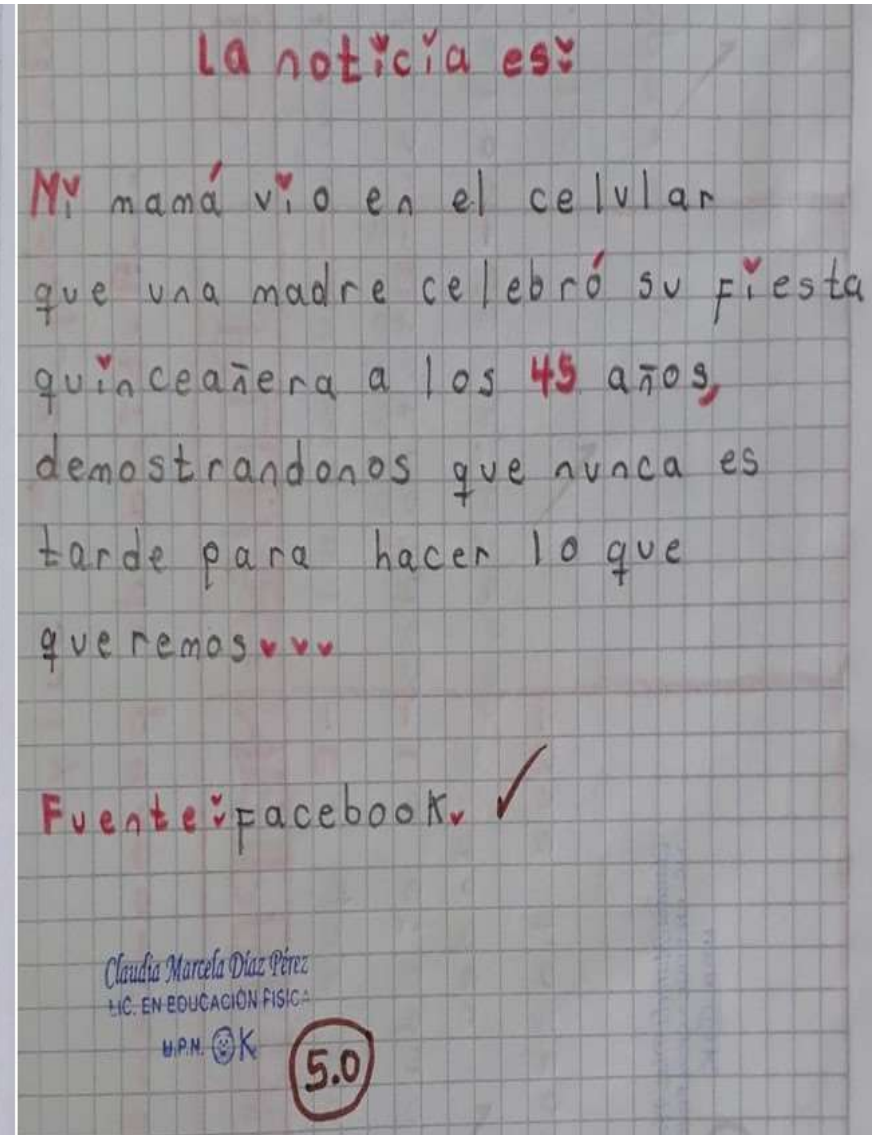 La noticia es:
Mi mamá vio en el celular
que una madre celebró su Fiesta
quinceañera a los 45 años,
demostrandonos que nunca es
tarde para hacer lo que
queremos...
Fuente: Facebook.
Claudia Marcela Díaz Pérez
LIC. EN EDUCACIÓN FISICA
U.P.N. OK
5.0